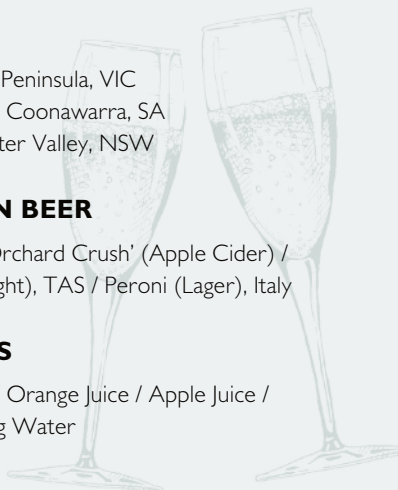 Peninsula, VIC
Coonawarra, SA
ter Valley, NSW
N BEER
Orchard Crush’ (Apple Cider) /
ght), TAS / Peroni (Lager), Italy
S
Orange Juice / Apple Juice /
g Water